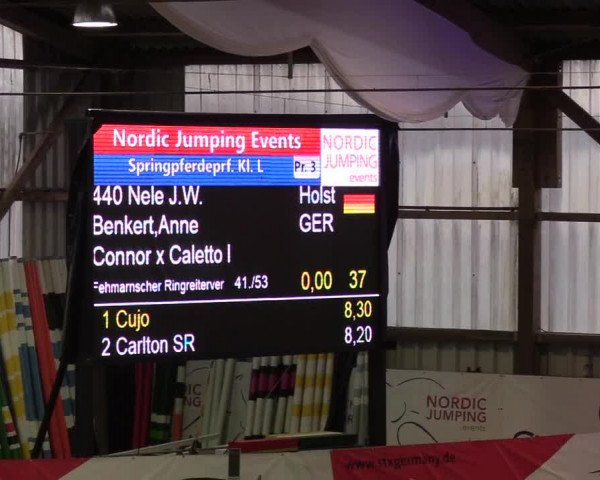 Nordic Jumping Events
Springpferdeprf. Kl. L
Pr. 3
NORDIC
JUMPING
events
440 Nele J.W.
Holst
Benkert,Anne
GER
Connor x Caletto I
Fehmarnscher Ringreiterver 41./53 0,00 37
1 Cujo 8,30
2 Carlton SR 8,20
NORDIC
JUMPING
events
www.stxgermany.de